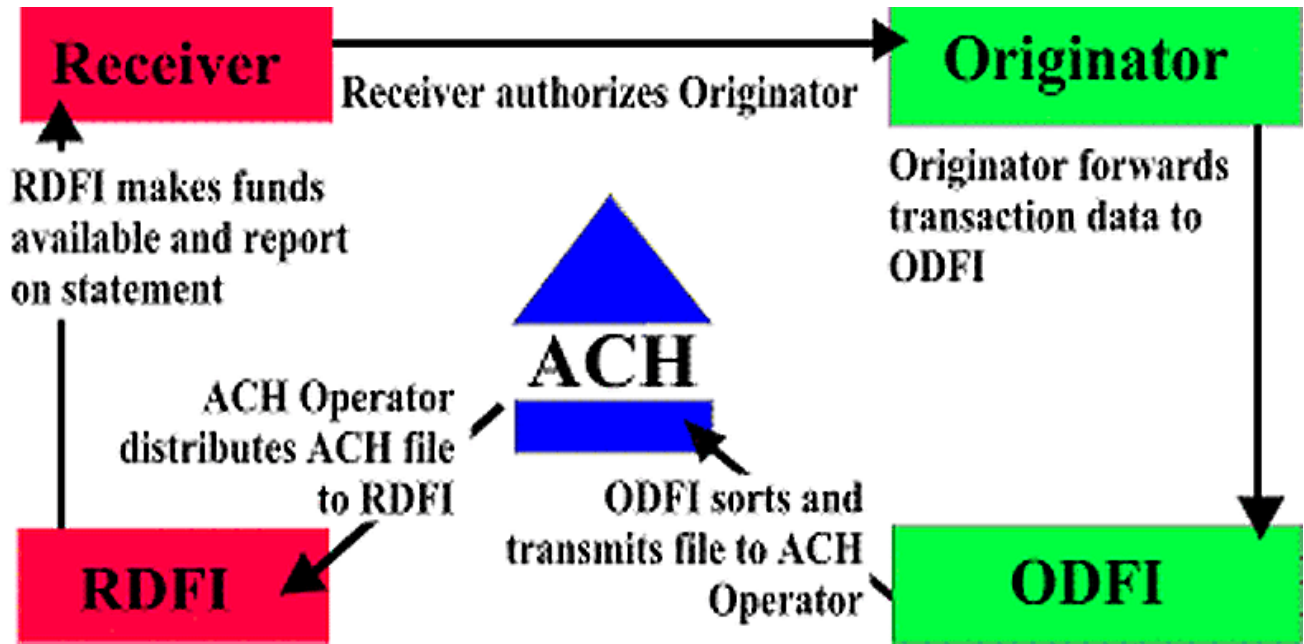 Receiver
Originator
Receiver authorizes Originator
RDFI makes funds
available and report
on statement
Originator forwards
transaction data to
ODFI
ACH
ACH Operator
distributes ACH file
to RDFI
ODFI sorts and
transmits file to ACH
Operator
RDFI
ODFI